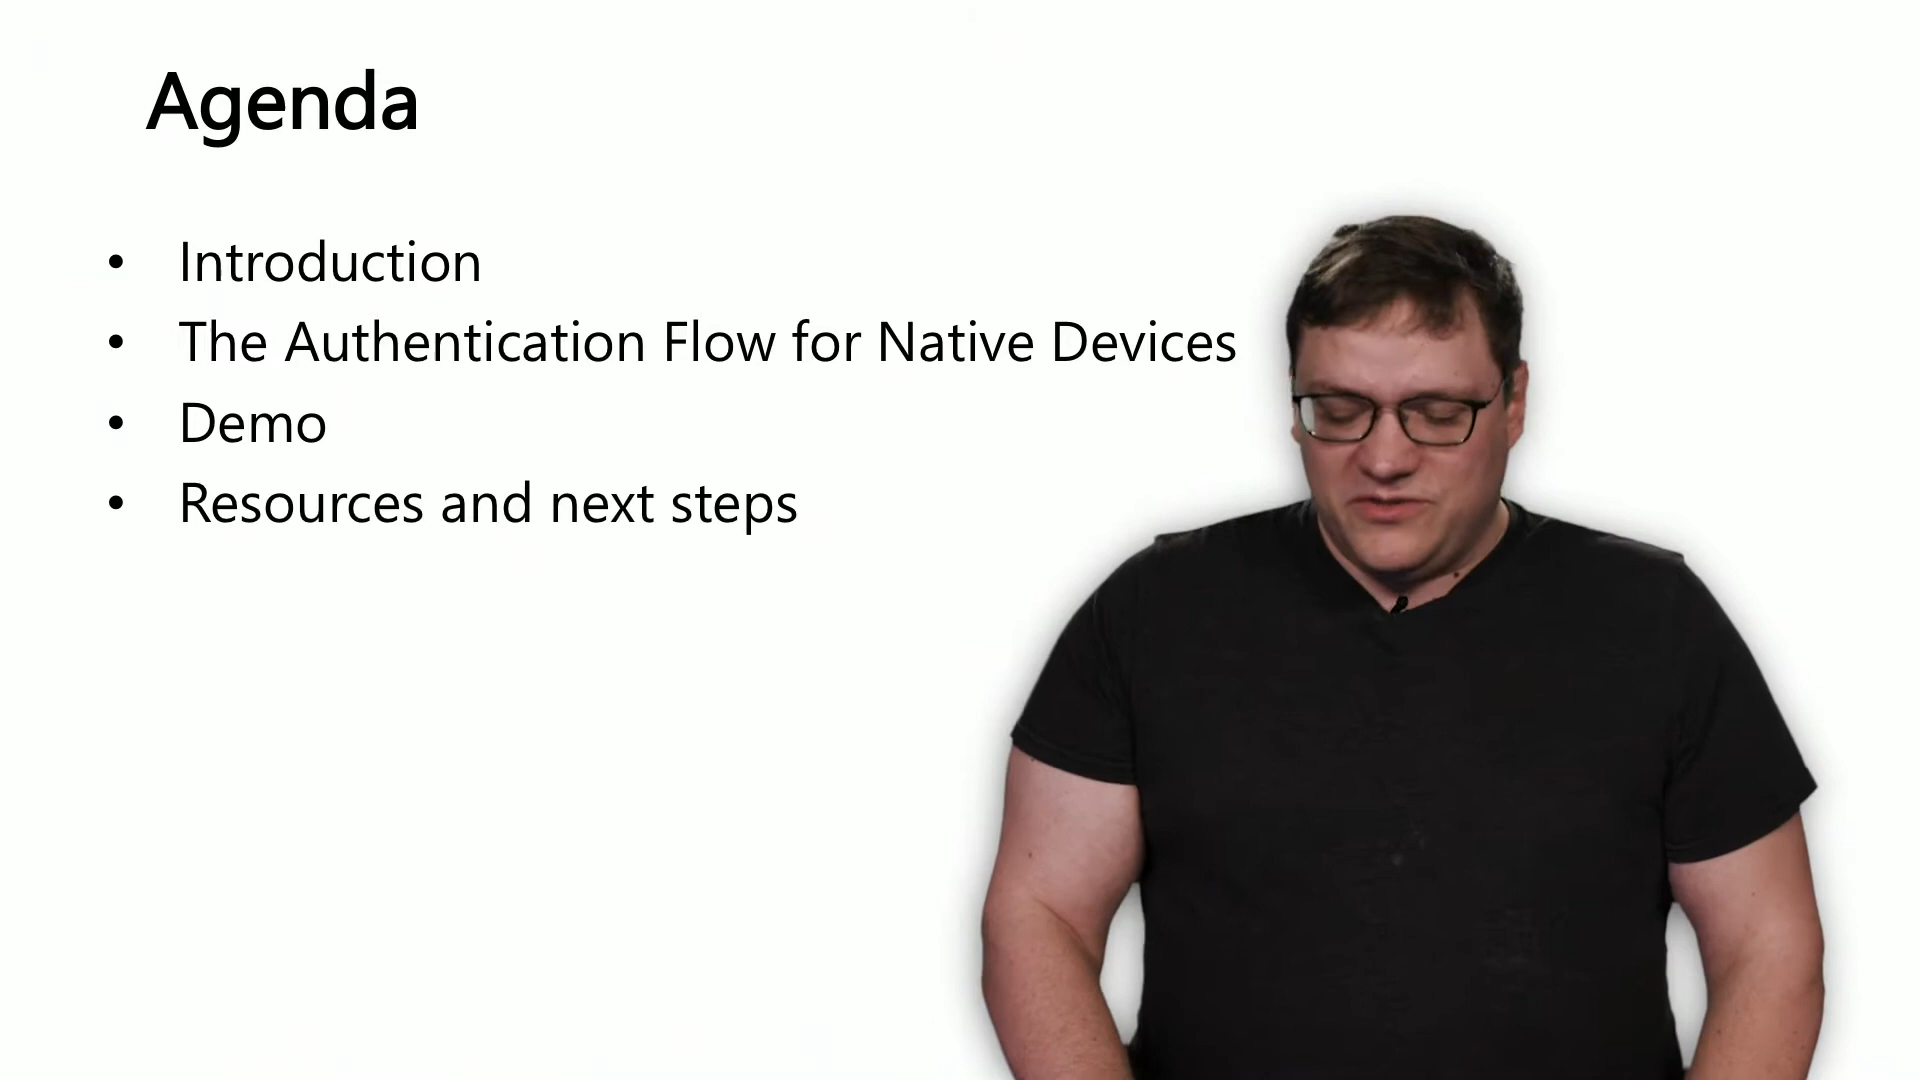 Agenda
• Introduction
• The Authentication Flow for Native Devices
• Demo
• Resources and next steps